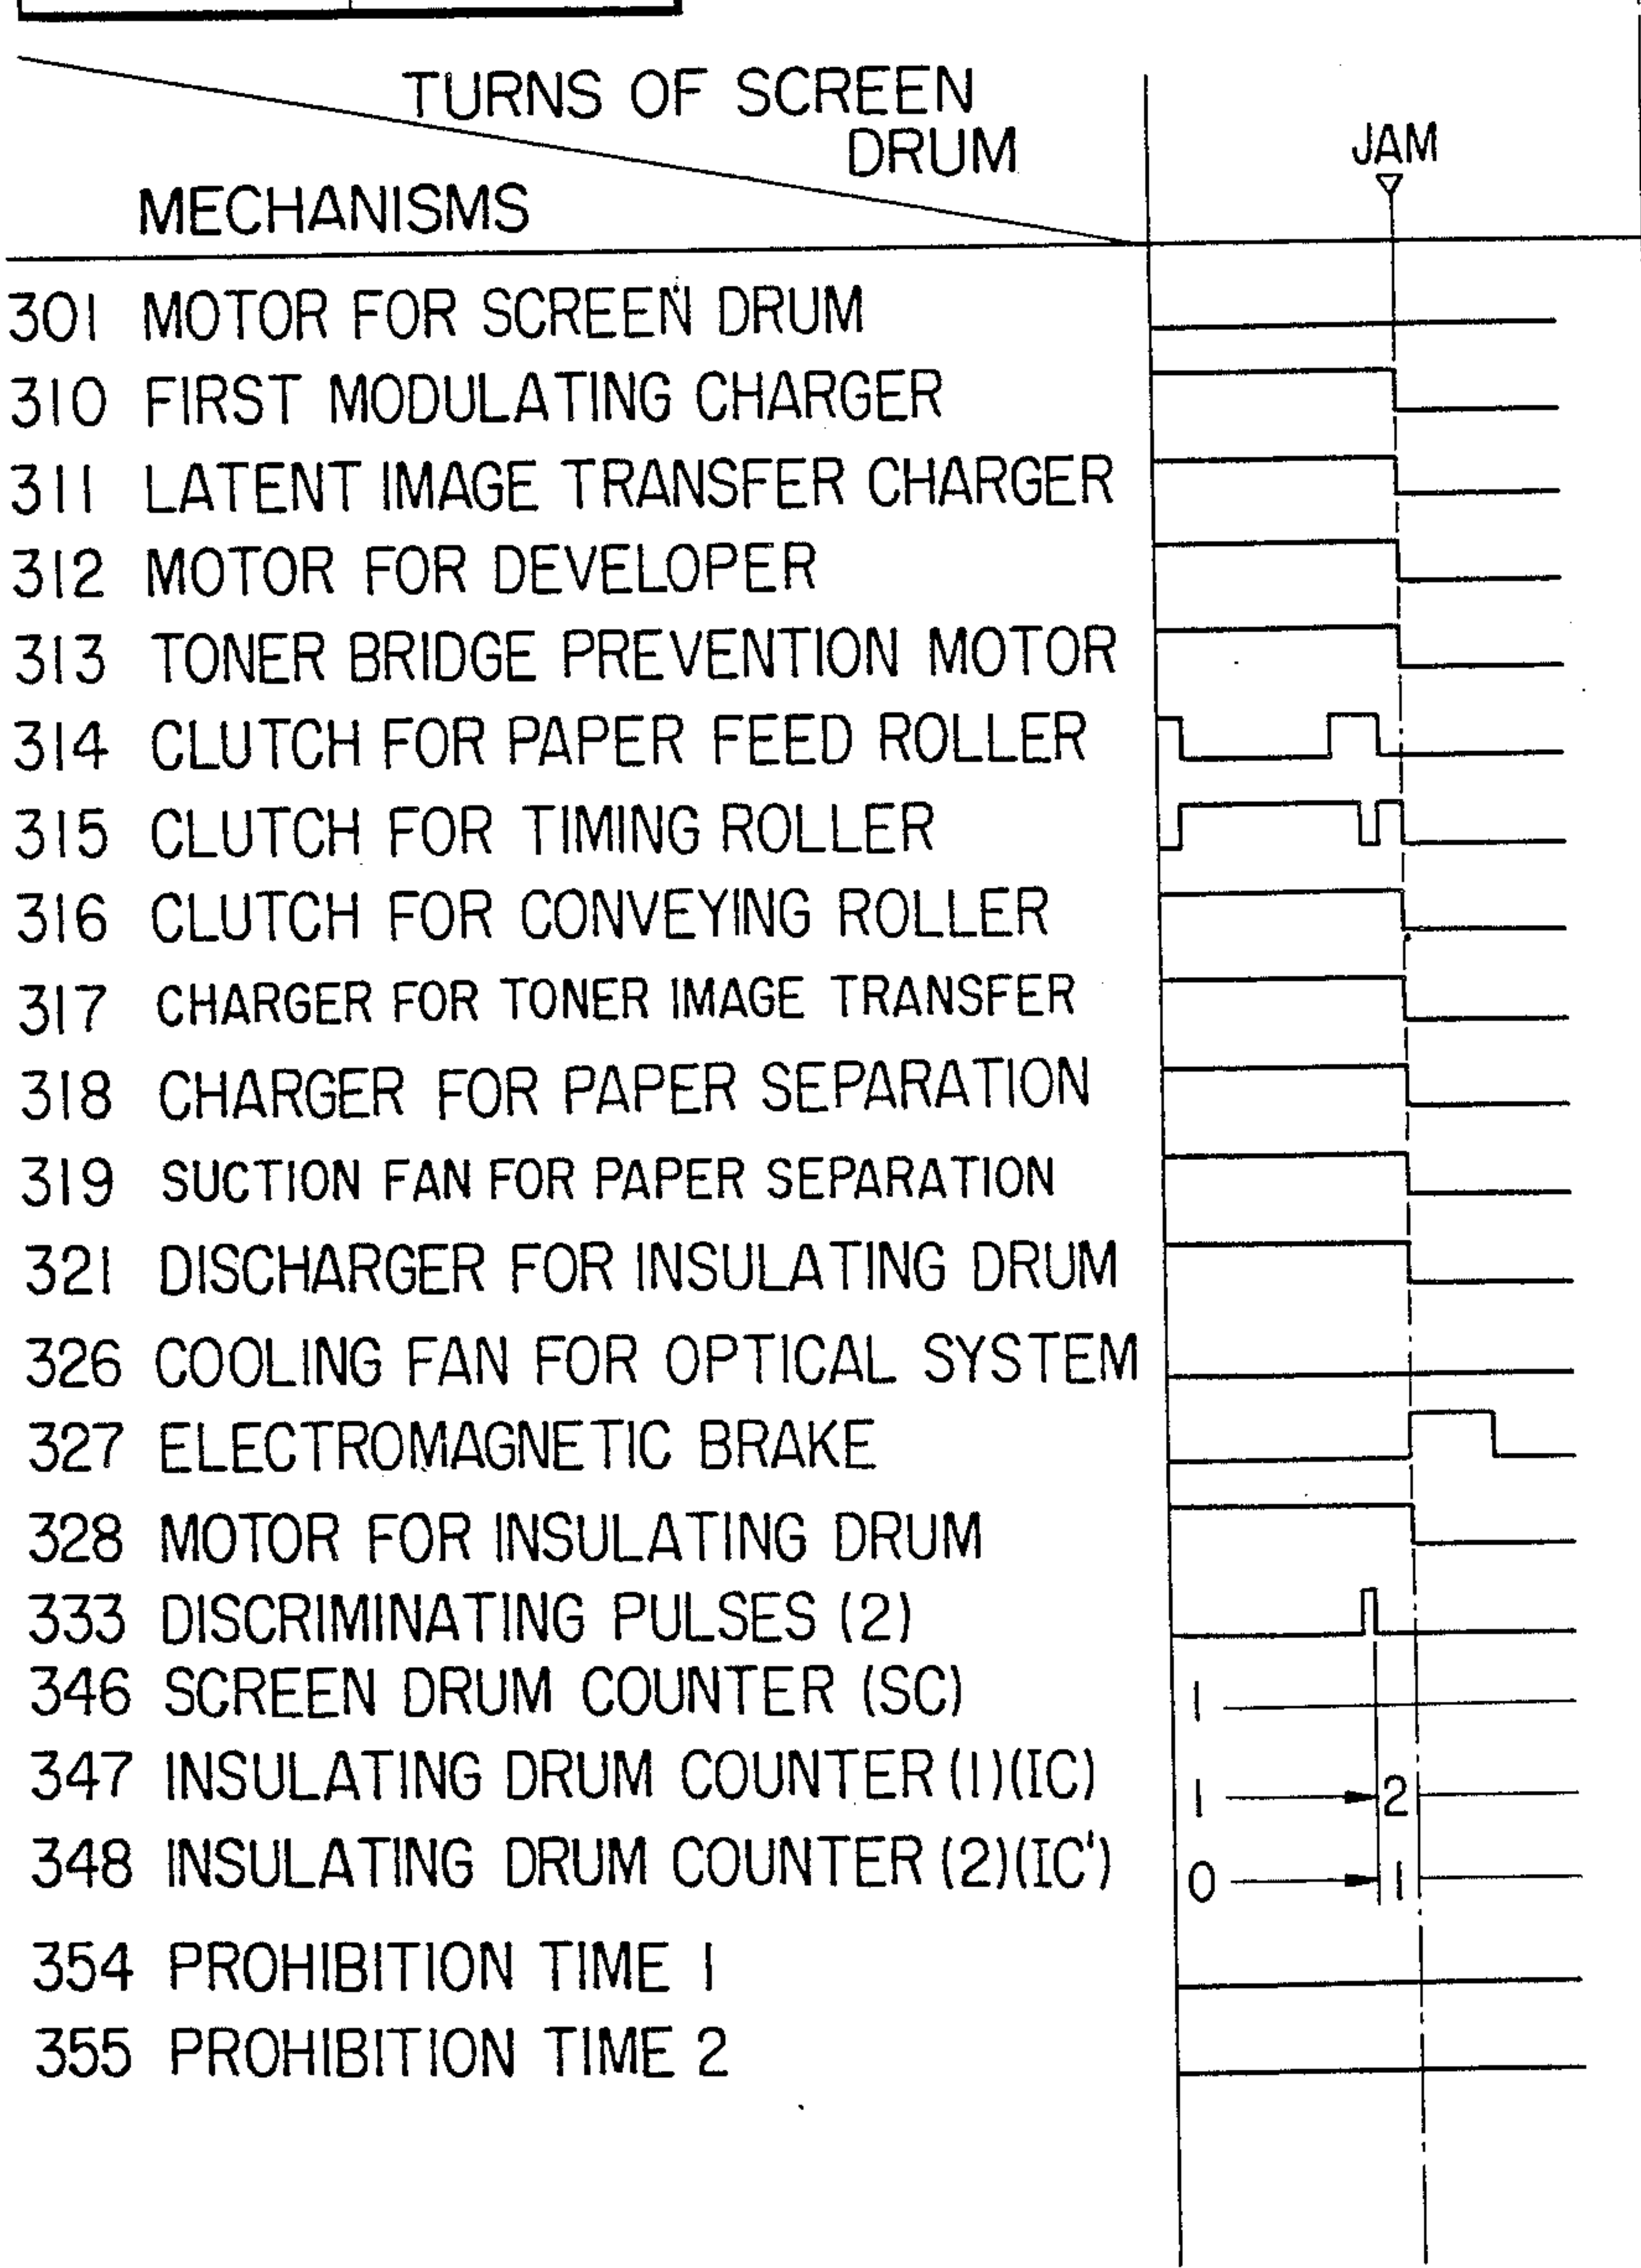 TURNS OF SCREEN
DRUM
MECHANISMS
JAM
301 MOTOR FOR SCREEN DRUM
310 FIRST MODULATING CHARGER
311 LATENT IMAGE TRANSFER CHARGER
312 MOTOR FOR DEVELOPER
313 TONER BRIDGE PREVENTION MOTOR
314 CLUTCH FOR PAPER FEED ROLLER
315 CLUTCH FOR TIMING ROLLER
316 CLUTCH FOR CONVEYING ROLLER
317 CHARGER FOR TONER IMAGE TRANSFER
318 CHARGER FOR PAPER SEPARATION
319 SUCTION FAN FOR PAPER SEPARATION
321 DISCHARGER FOR INSULATING DRUM
326 COOLING FAN FOR OPTICAL SYSTEM
327 ELECTROMAGNETIC BRAKE
328 MOTOR FOR INSULATING DRUM
333 DISCRIMINATING PULSES (2)
346 SCREEN DRUM COUNTER (SC) 1
347 INSULATING DRUM COUNTER (1)(IC) 1 2
348 INSULATING DRUM COUNTER (2)(IC') 0 1
354 PROHIBITION TIME 1
355 PROHIBITION TIME 2